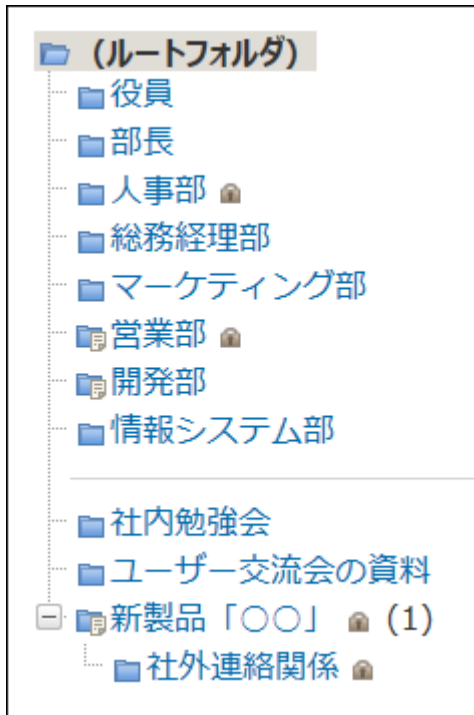 (ルートフォルダ)
役員
部長
人事部
総務経理部
マーケティング部
営業部
開発部
情報システム部
社内勉強会
ユーザー交流会の資料
新製品「○○」 (1)
社外連絡関係